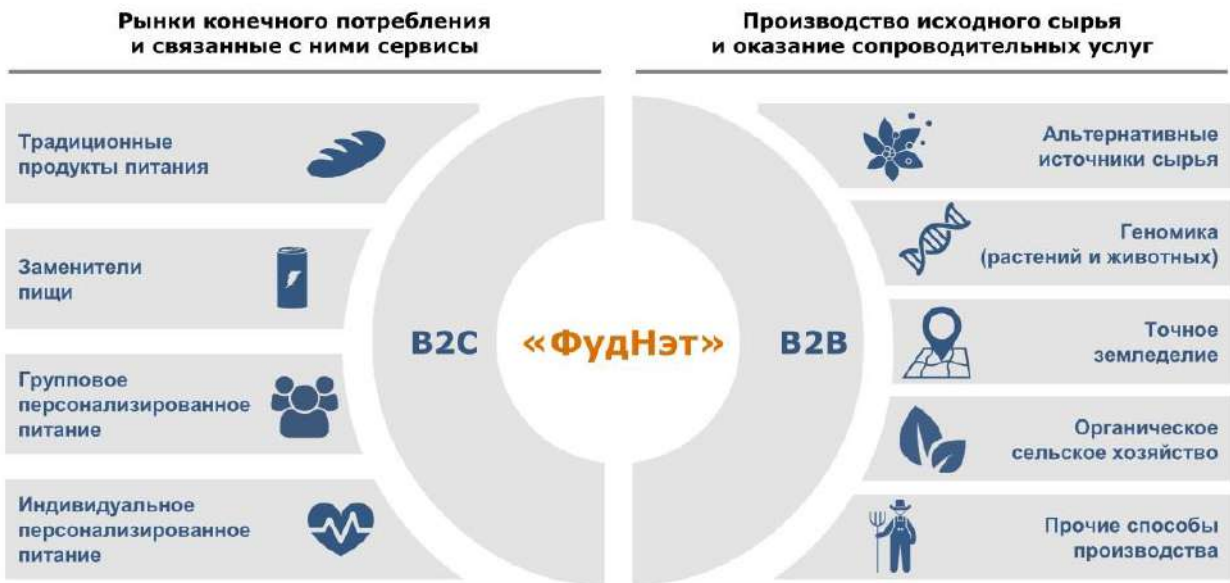 Рынки конечного потребления
и связанные с ними сервисы
Производство исходного сырья
и оказание сопроводительных услуг
Традиционные
продукты питания
Заменители
пищи
Групповое
персонализированное
питание
Индивидуальное
персонализированное
питание
B2C
«ФудНэт»
B2B
Альтернативные
источники сырья
Геномика
(растений и животных)
Точное
земледелие
Органическое
сельское хозяйство
Прочие способы
производства